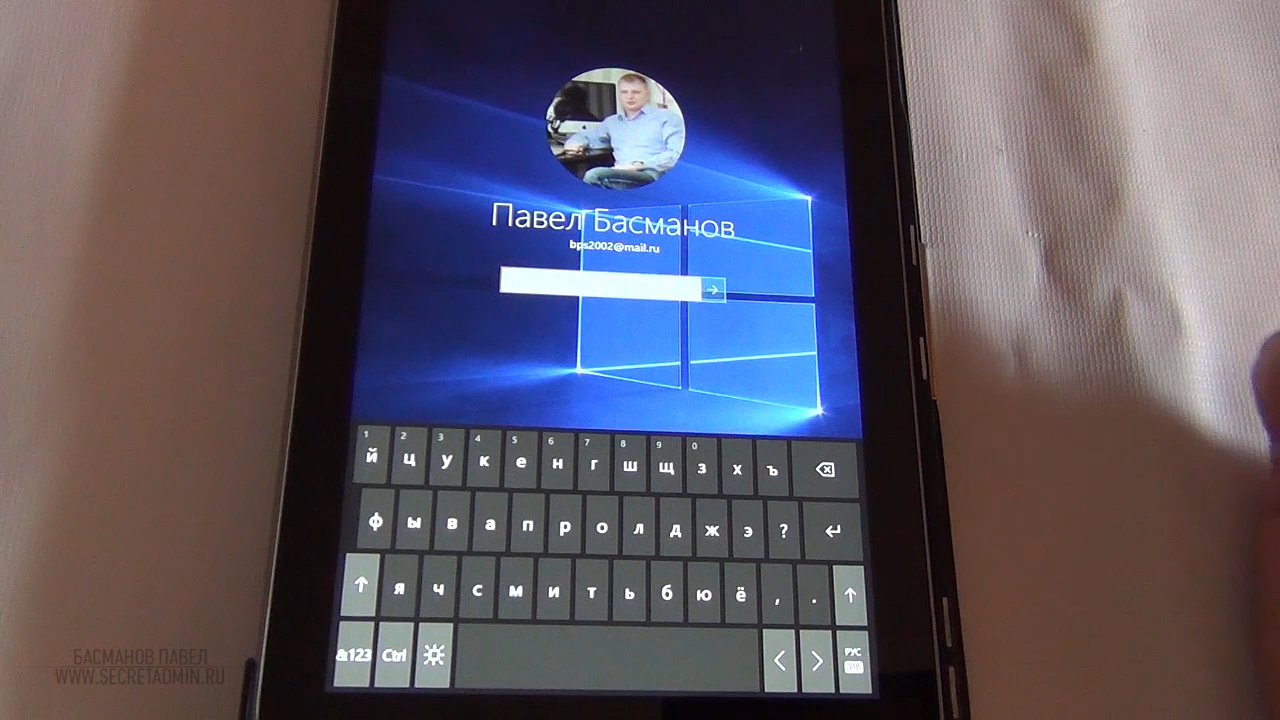 Павел Басманов
bps2002@mail.ru
1 2 3 4 5 6 7 8 9 0
й ц у к е н г ш щ з х ъ
ф ы в а п р о л д ж э ?
я ч с м и т ь б ю ё , .
&123 Ctrl РУС
БАСМАНОВ ПАВЕЛ
WWW.SECRETADMIN.RU